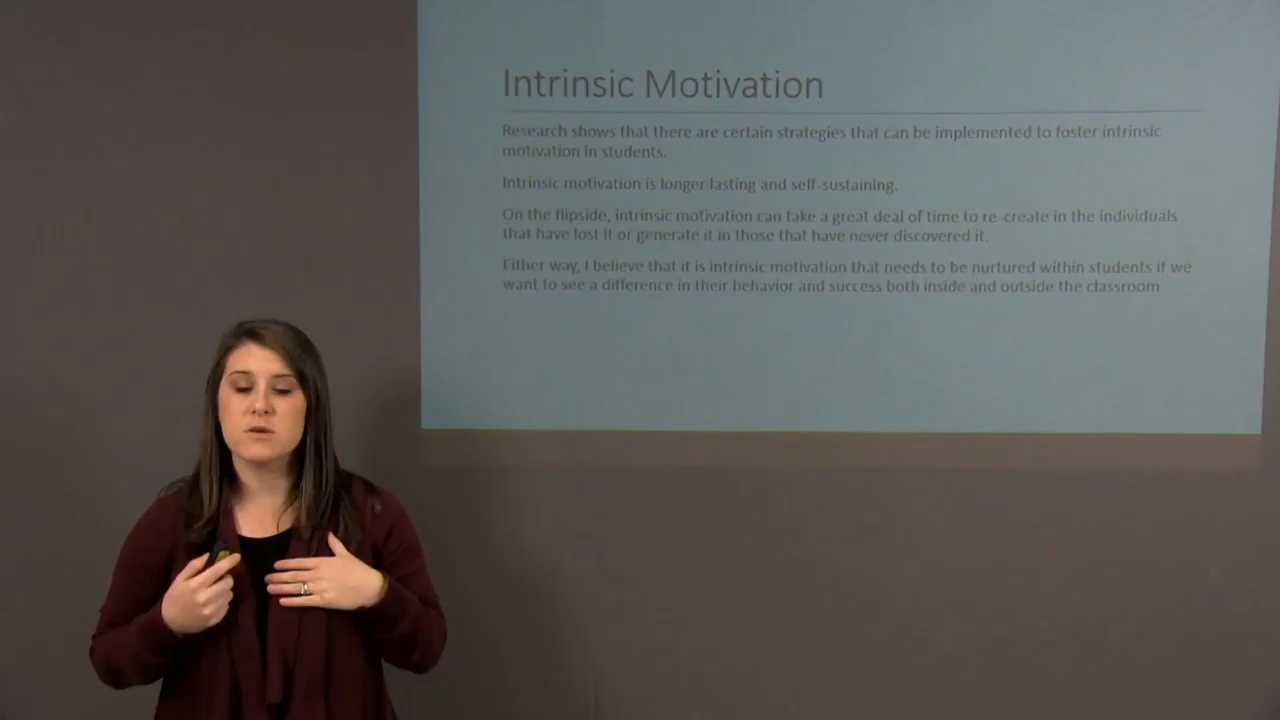 Intrinsic Motivation
Research shows that there are certain strategies that can be implemented to foster intrinsic
motivation in students.
Intrinsic motivation is longer lasting and self-sustaining.
On the flipside, intrinsic motivation can take a great deal of time to re-create in the individuals
that have lost it or generate it in those that have never discovered it.
Either way, I believe that it is intrinsic motivation that needs to be nurtured within students if we
want to see a difference in their behavior and success both inside and outside the classroom